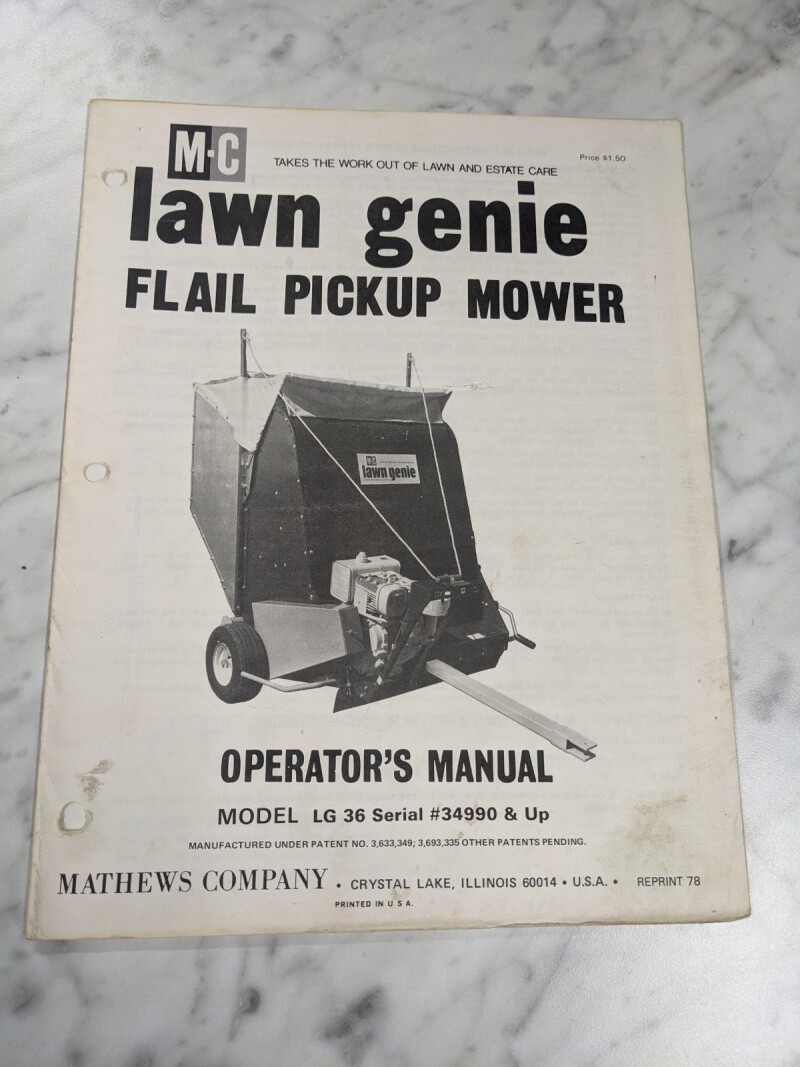 M-C
TAKES THE WORK OUT OF LAWN AND ESTATE CARE
Price $1.50
lawn genie
FLAIL PICKUP MOWER
M-C
lawn genie
OPERATOR'S MANUAL
MODEL LG 36 Serial #34990 & Up
MANUFACTURED UNDER PATENT NO. 3,633,349; 3,693,335 OTHER PATENTS PENDING.
MATHEWS COMPANY • CRYSTAL LAKE, ILLINOIS 60014 • U.S.A. • REPRINT 78
PRINTED IN U S A.